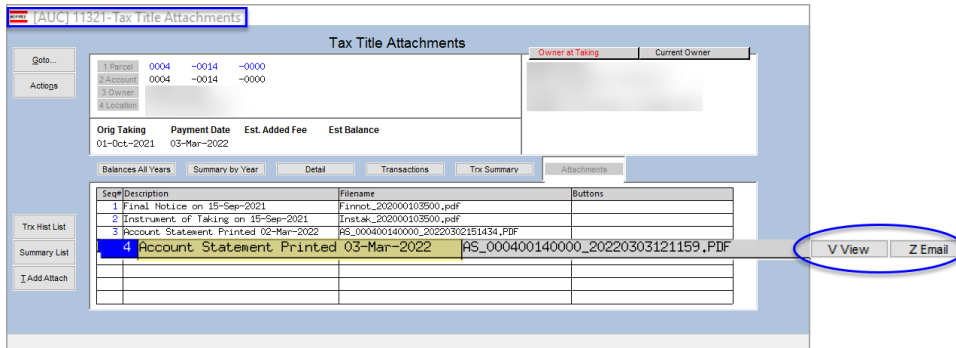 [AUC] 11321-Tax Title Attachments
Tax Title Attachments
Goto...
Actions
1 Parcel 0004 -0014 -0000
2 Account 0004 -0014 -0000
3 Owner
4 Location
Owner at Taking Current Owner
Orig Taking Payment Date Est. Added Fee Est Balance
01-Oct-2021 03-Mar-2022
Balances All Years Summary by Year Detail Transactions Trx Summary Attachments
Seq# Description Filename Buttons
1 Final Notice on 15-Sep-2021 Finnot_202000103500.pdf
2 Instrument of Taking on 15-Sep-2021 Instak_202000103500.pdf
3 Account Statement Printed 02-Mar-2022 AS_000400140000_20220302151434.PDF
4 Account Statement Printed 03-Mar-2022 AS_000400140000_20220303121159.PDF V View Z Email
Trx Hist List
Summary List
T Add Attach